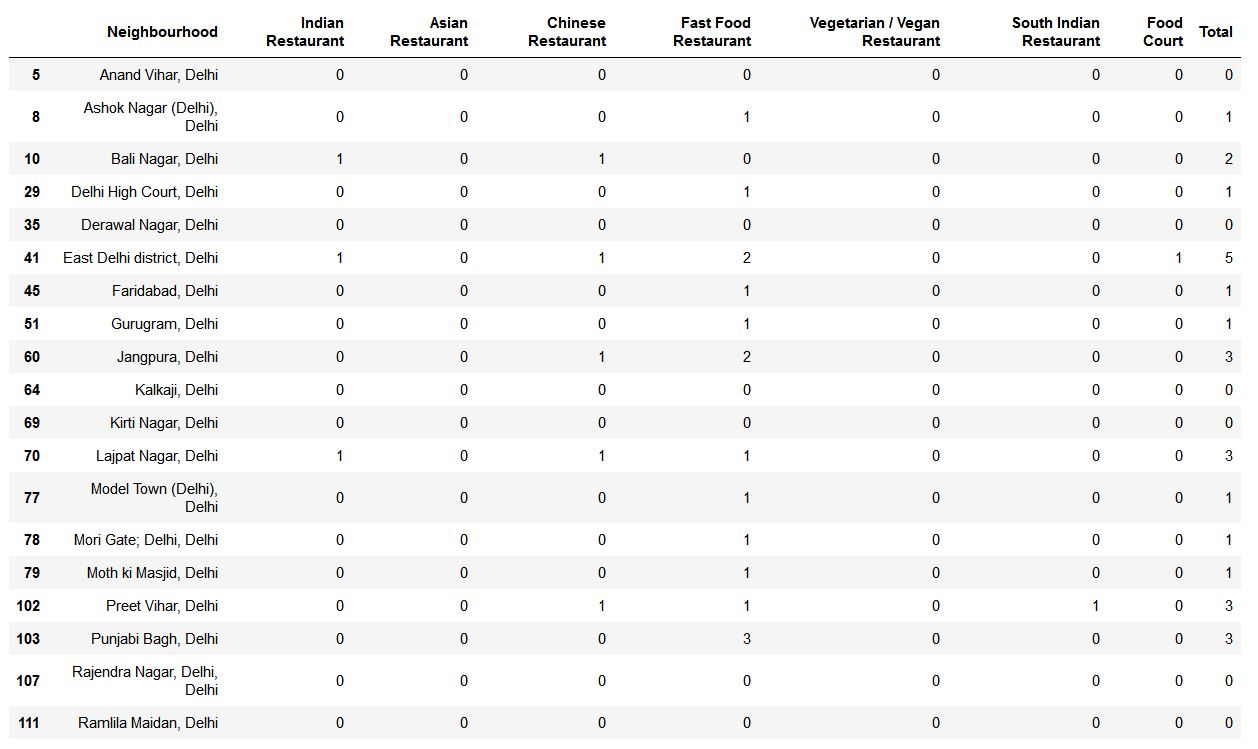 Neighbourhood Indian Restaurant Asian Restaurant Chinese Restaurant Fast Food Restaurant Vegetarian / Vegan Restaurant South Indian Restaurant Food Court Total
5 Anand Vihar, Delhi 0 0 0 0 0 0 0 0
8 Ashok Nagar (Delhi), Delhi 0 0 0 1 0 0 0 1
10 Bali Nagar, Delhi 1 0 1 0 0 0 0 2
29 Delhi High Court, Delhi 0 0 0 1 0 0 0 1
35 Derawal Nagar, Delhi 0 0 0 0 0 0 0 0
41 East Delhi district, Delhi 1 0 1 2 0 0 1 5
45 Faridabad, Delhi 0 0 0 1 0 0 0 1
51 Gurugram, Delhi 0 0 0 1 0 0 0 1
60 Jangpura, Delhi 0 0 1 2 0 0 0 3
64 Kalkaji, Delhi 0 0 0 0 0 0 0 0
69 Kirti Nagar, Delhi 0 0 0 0 0 0 0 0
70 Lajpat Nagar, Delhi 1 0 1 1 0 0 0 3
77 Model Town (Delhi), Delhi 0 0 0 1 0 0 0 1
78 Mori Gate; Delhi, Delhi 0 0 0 1 0 0 0 1
79 Moth ki Masjid, Delhi 0 0 0 1 0 0 0 1
102 Preet Vihar, Delhi 0 0 1 1 0 1 0 3
103 Punjabi Bagh, Delhi 0 0 0 3 0 0 0 3
107 Rajendra Nagar, Delhi, Delhi 0 0 0 0 0 0 0 0
111 Ramlila Maidan, Delhi 0 0 0 0 0 0 0 0